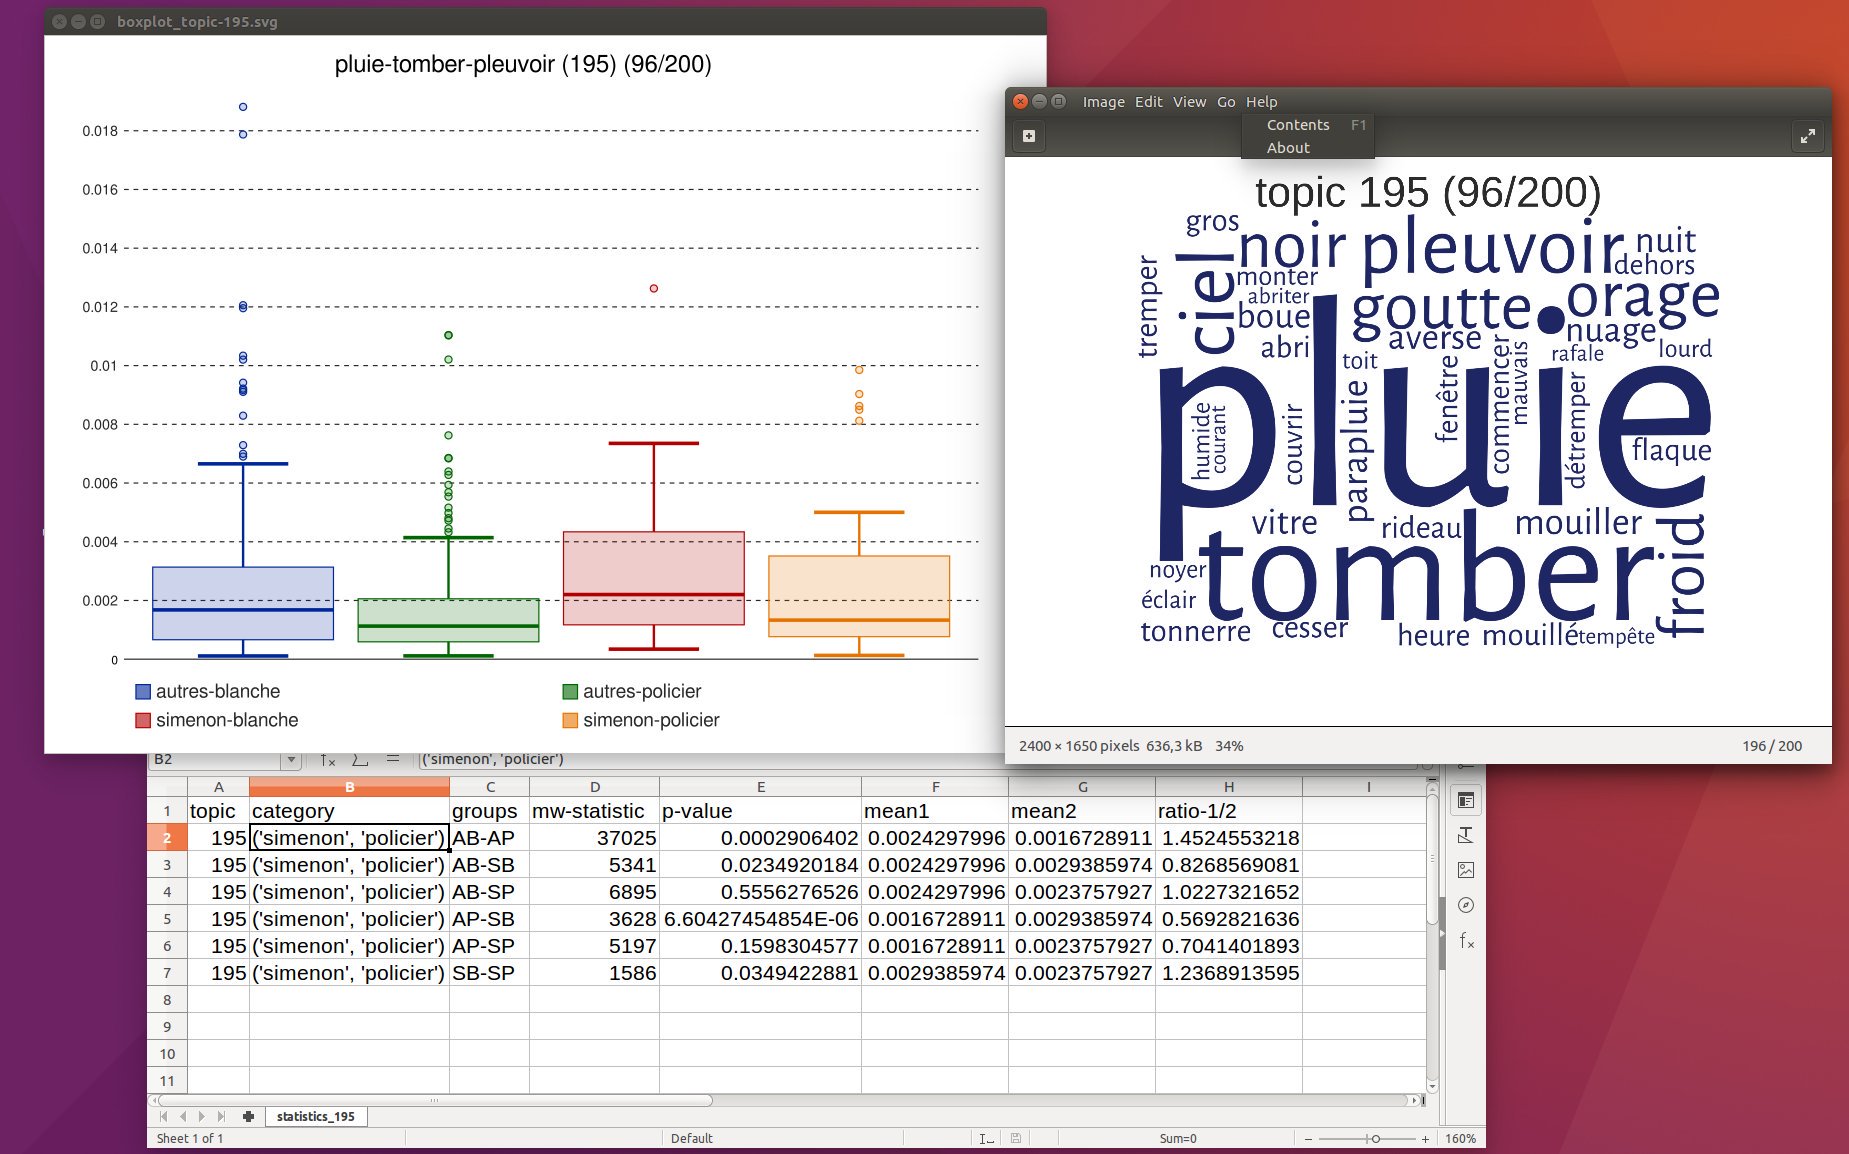 boxplot_topic-195.svg
pluie-tomber-pleuvoir (195) (96/200)
0.018
0.016
0.014
0.012
0.01
0.008
0.006
0.004
0.002
0
autres-blanche
autres-policier
simenon-blanche
simenon-policier
Image Edit View Go Help
Contents F1
About
topic 195 (96/200)
gros
noir
pleuvoir
nuit
dehors
tremper
ciel
monter
abriter
boue
abri
goutte
orage
averse
nuage
toit
rafale
lourd
pluie
humide
courant
couvrir
parapluie
fenêtre
commencer
mauvais
détremper
flaque
vitre
rideau
mouiller
froid
noyer
éclair
tomber
tonnerre
cesser
heure
mouillé
tempête
2400 × 1650 pixels 636,3 kB 34%
196 / 200
B2
('simenon', 'policier')
A B C D E F G H I
1 topic category groups mw-statistic p-value mean1 mean2 ratio-1/2
2 195 ('simenon', 'policier') AB-AP 37025 0.0002906402 0.0024297996 0.0016728911 1.4524553218
3 195 ('simenon', 'policier') AB-SB 5341 0.0234920184 0.0024297996 0.0029385974 0.8268569081
4 195 ('simenon', 'policier') AB-SP 6895 0.5556276526 0.0024297996 0.0023757927 1.0227321652
5 195 ('simenon', 'policier') AP-SB 3628 6.60427454854E-06 0.0016728911 0.0029385974 0.5692821636
6 195 ('simenon', 'policier') AP-SP 5197 0.1598304577 0.0016728911 0.0023757927 0.7041401893
7 195 ('simenon', 'policier') SB-SP 1586 0.0349422881 0.0029385974 0.0023757927 1.2368913595
8
9
10
11
statistics_195
Sheet 1 of 1
Default
Sum=0
160%